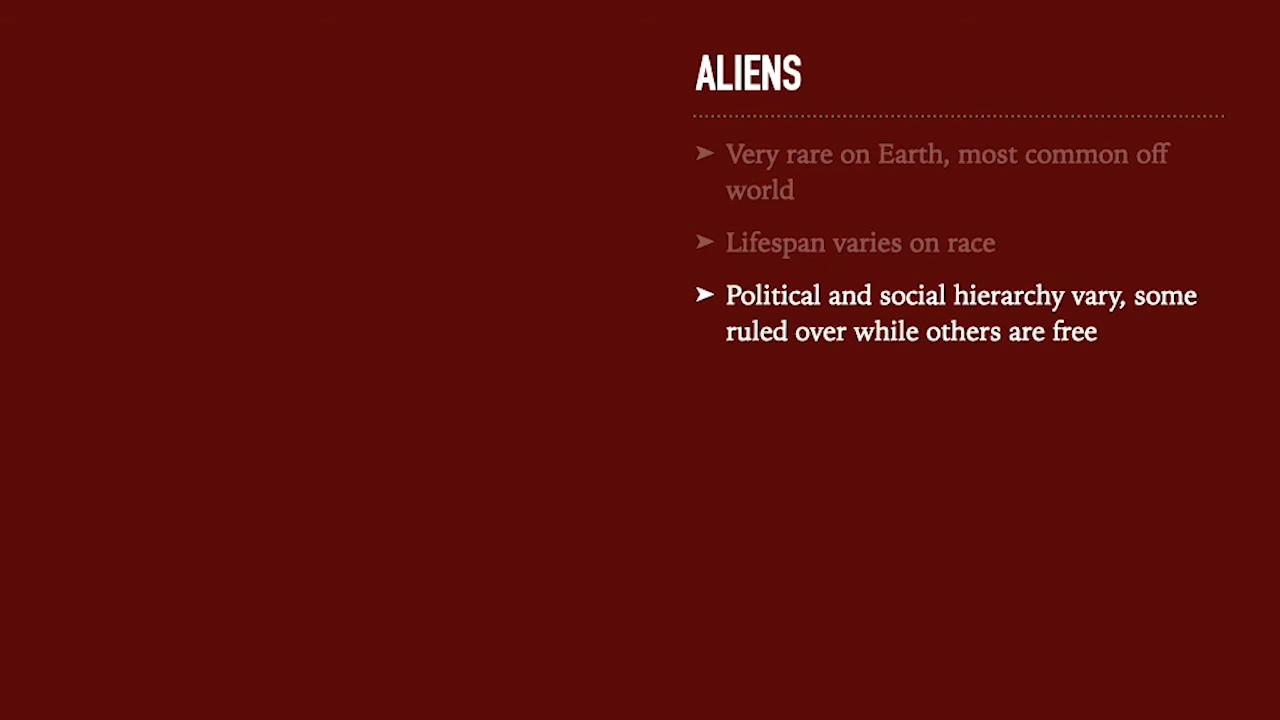 ALIENS
➤ Very rare on Earth, most common off
world
➤ Lifespan varies on race
➤ Political and social hierarchy vary, some
ruled over while others are free